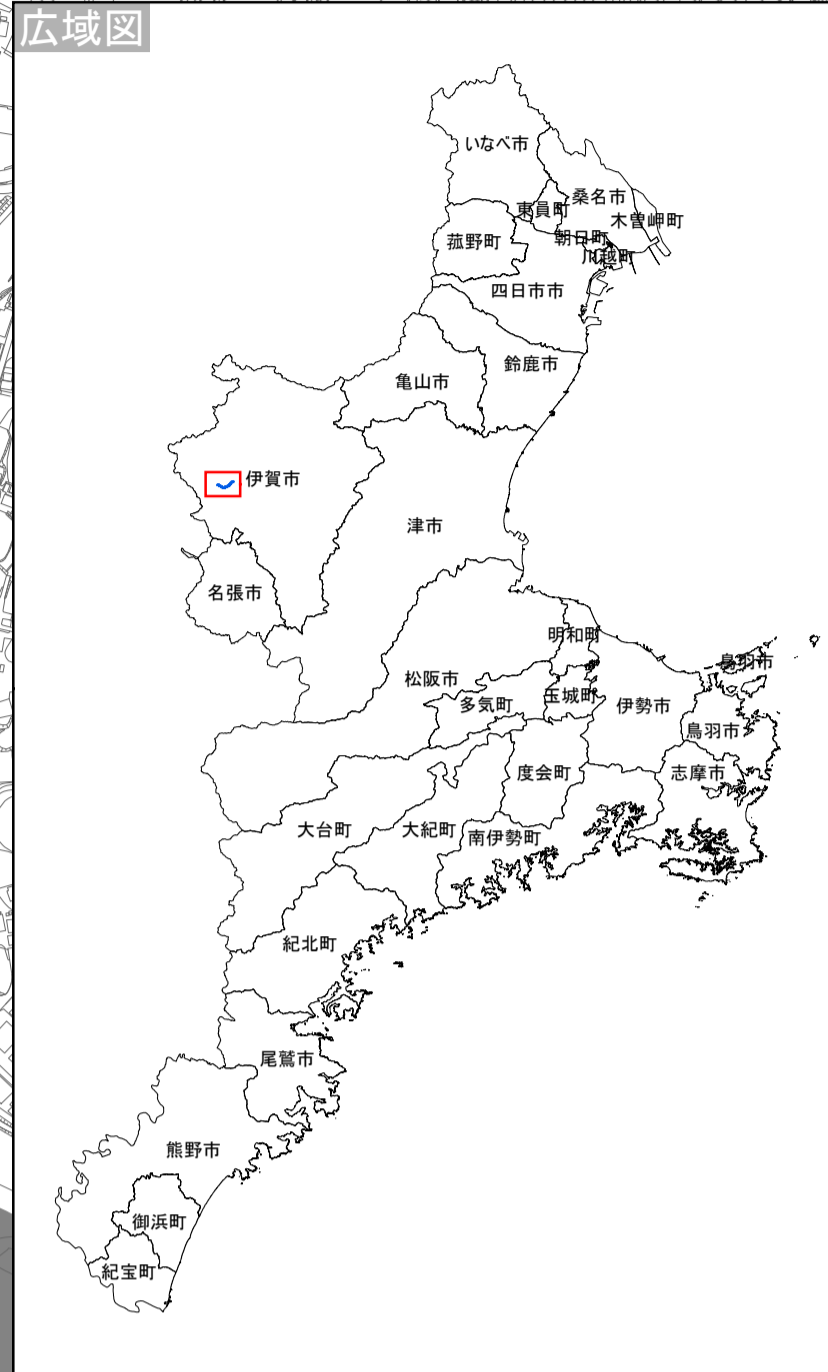 広域図
いなべ市
桑名市
東員町
木曽岬町
朝日町
菰野町
川越町
四日市市
鈴鹿市
亀山市
伊賀市
津市
名張市
明和町
鳥羽市
松阪市
玉城町
多気町
伊勢市
鳥羽市
度会町
志摩市
大台町
大紀町
南伊勢町
紀北町
尾鷲市
熊野市
御浜町
紀宝町